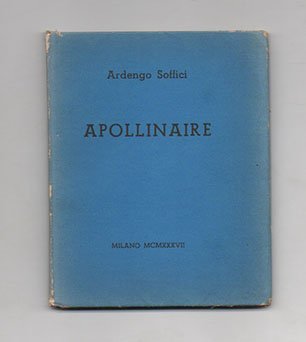 Ardengo Soffici
APOLLINAIRE
MILANO MCMXXXVII